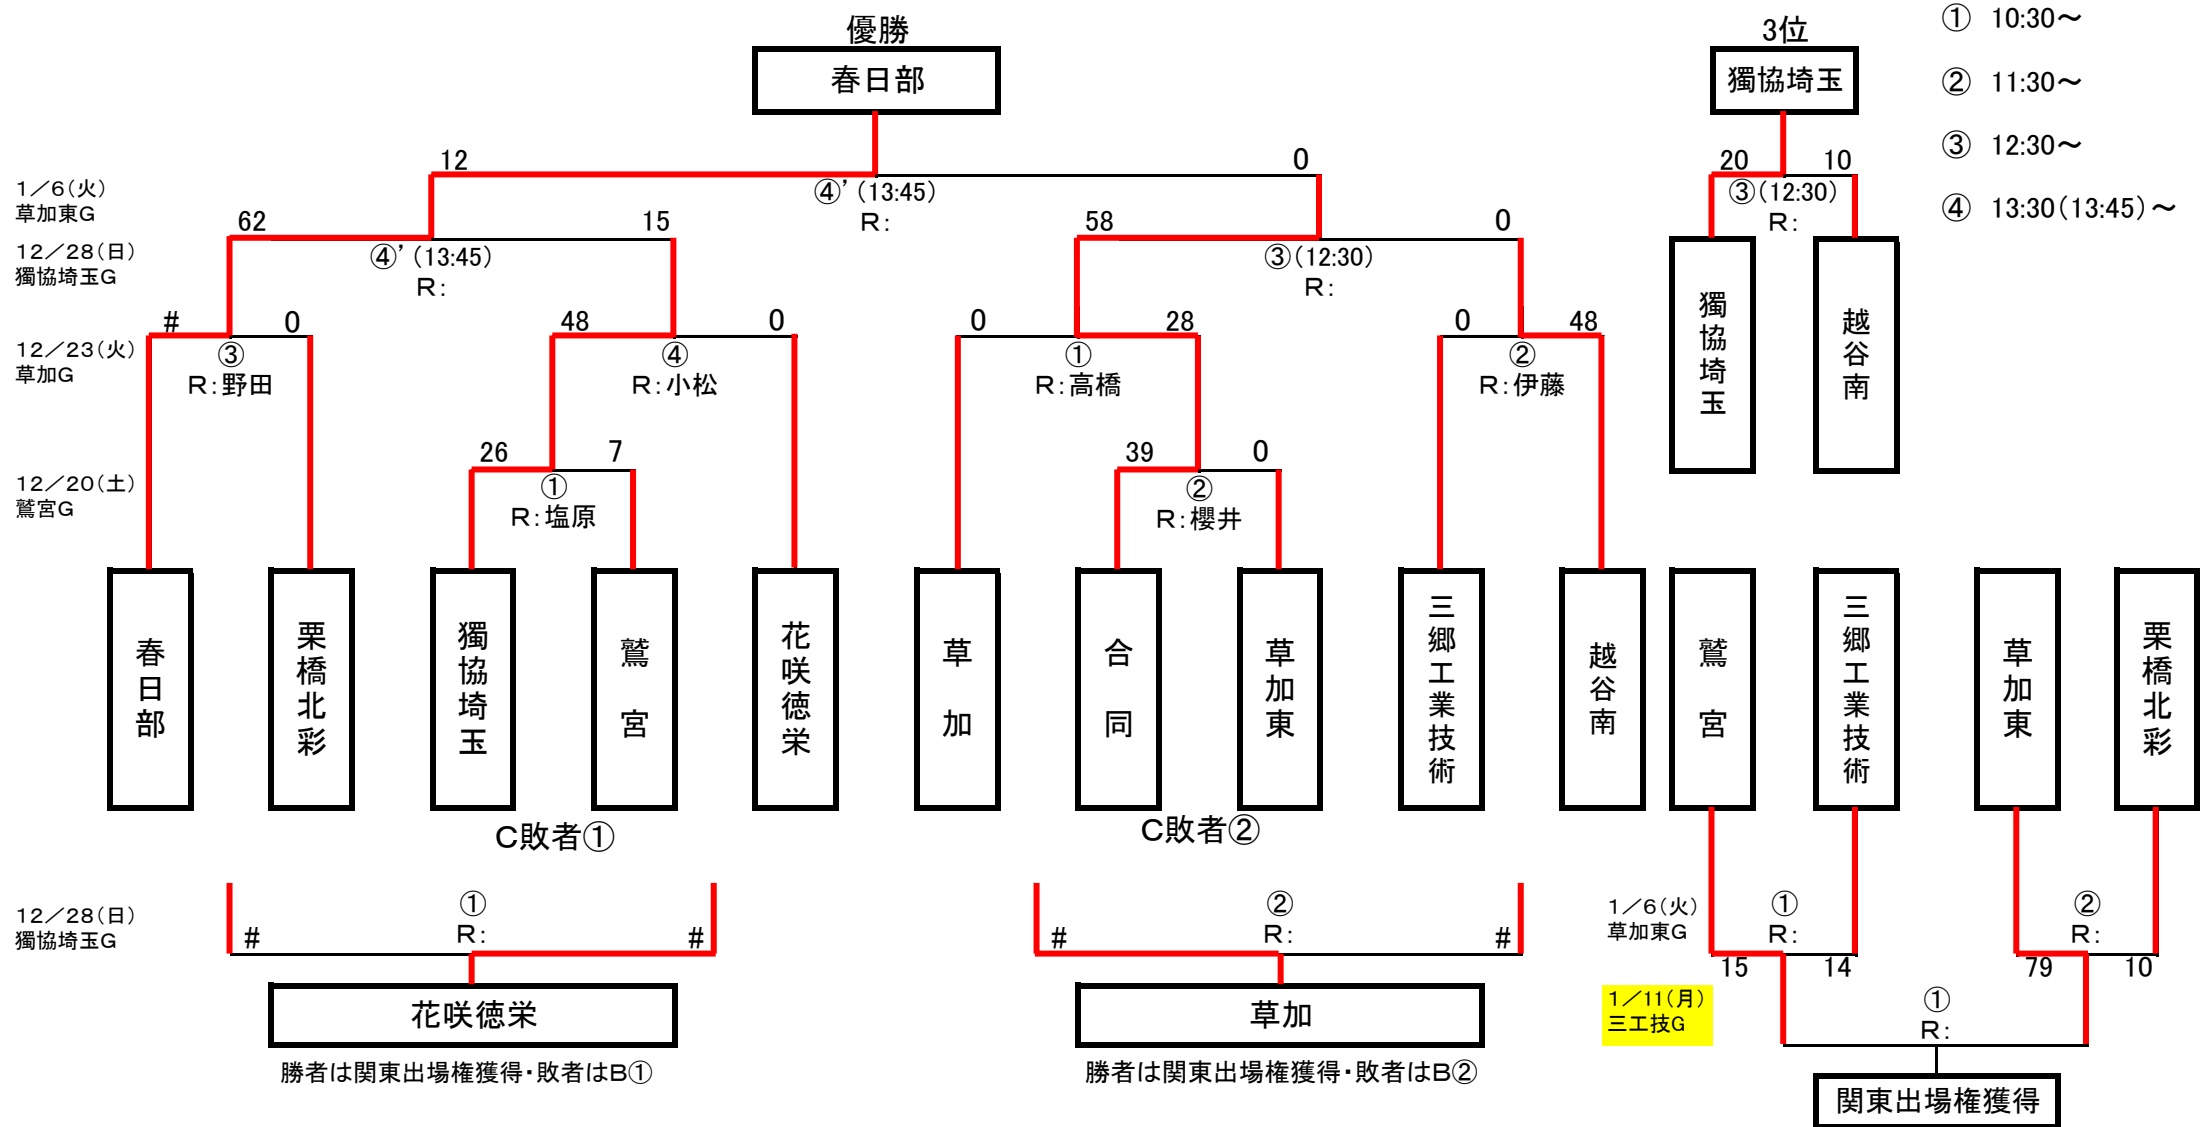 優勝
春日部
3位
獨協埼玉
① 10:30～
② 11:30～
③ 12:30～
④ 13:30(13:45)～
12
0
20
10
1／6(火)
草加東G
④'(13:45)
R:
③(12:30)
R:
62
15
58
0
12／28(日)
獨協埼玉G
④'(13:45)
R:
③(12:30)
R:
獨協埼玉
越谷南
#
0
48
0
0
28
0
48
12／23(火)
草加G
③
R:野田
④
R:小松
①
R:高橋
②
R:伊藤
26
7
39
0
12／20(土)
鷲宮G
①
R:塩原
②
R:櫻井
春日部
栗橋北彩
獨協埼玉
鷲宮
花咲徳栄
草加
合同
草加東
三郷工業技術
越谷南
鷲宮
三郷工業技術
草加東
栗橋北彩
C敗者①
C敗者②
12／28(日)
獨協埼玉G
#
①
R:
#
#
②
R:
#
1／6(火)
草加東G
①
R:
②
R:
15
14
79
10
花咲徳栄
草加
1／11(月)
三工技G
①
R:
勝者は関東出場権獲得・敗者はB①
勝者は関東出場権獲得・敗者はB②
関東出場権獲得